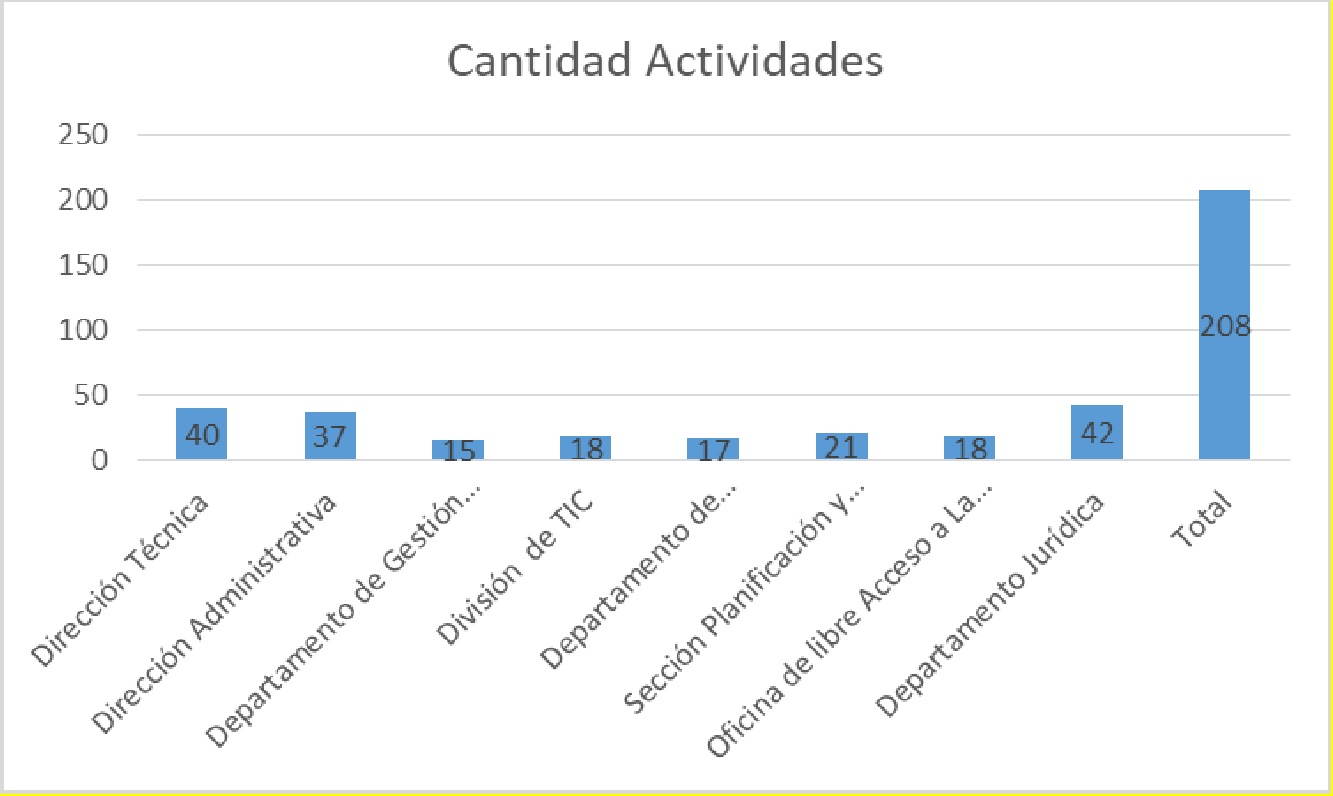 Cantidad Actividades
250
200
150
100
50
0
40
37
15
18
17
21
18
42
208
Dirección Técnica
Dirección Administrativa
Departamento de Gestión...
División  de TIC
Departamento de...
Sección Planificación y...
Oficina de libre Acceso a La...
Departamento Jurídica
Total